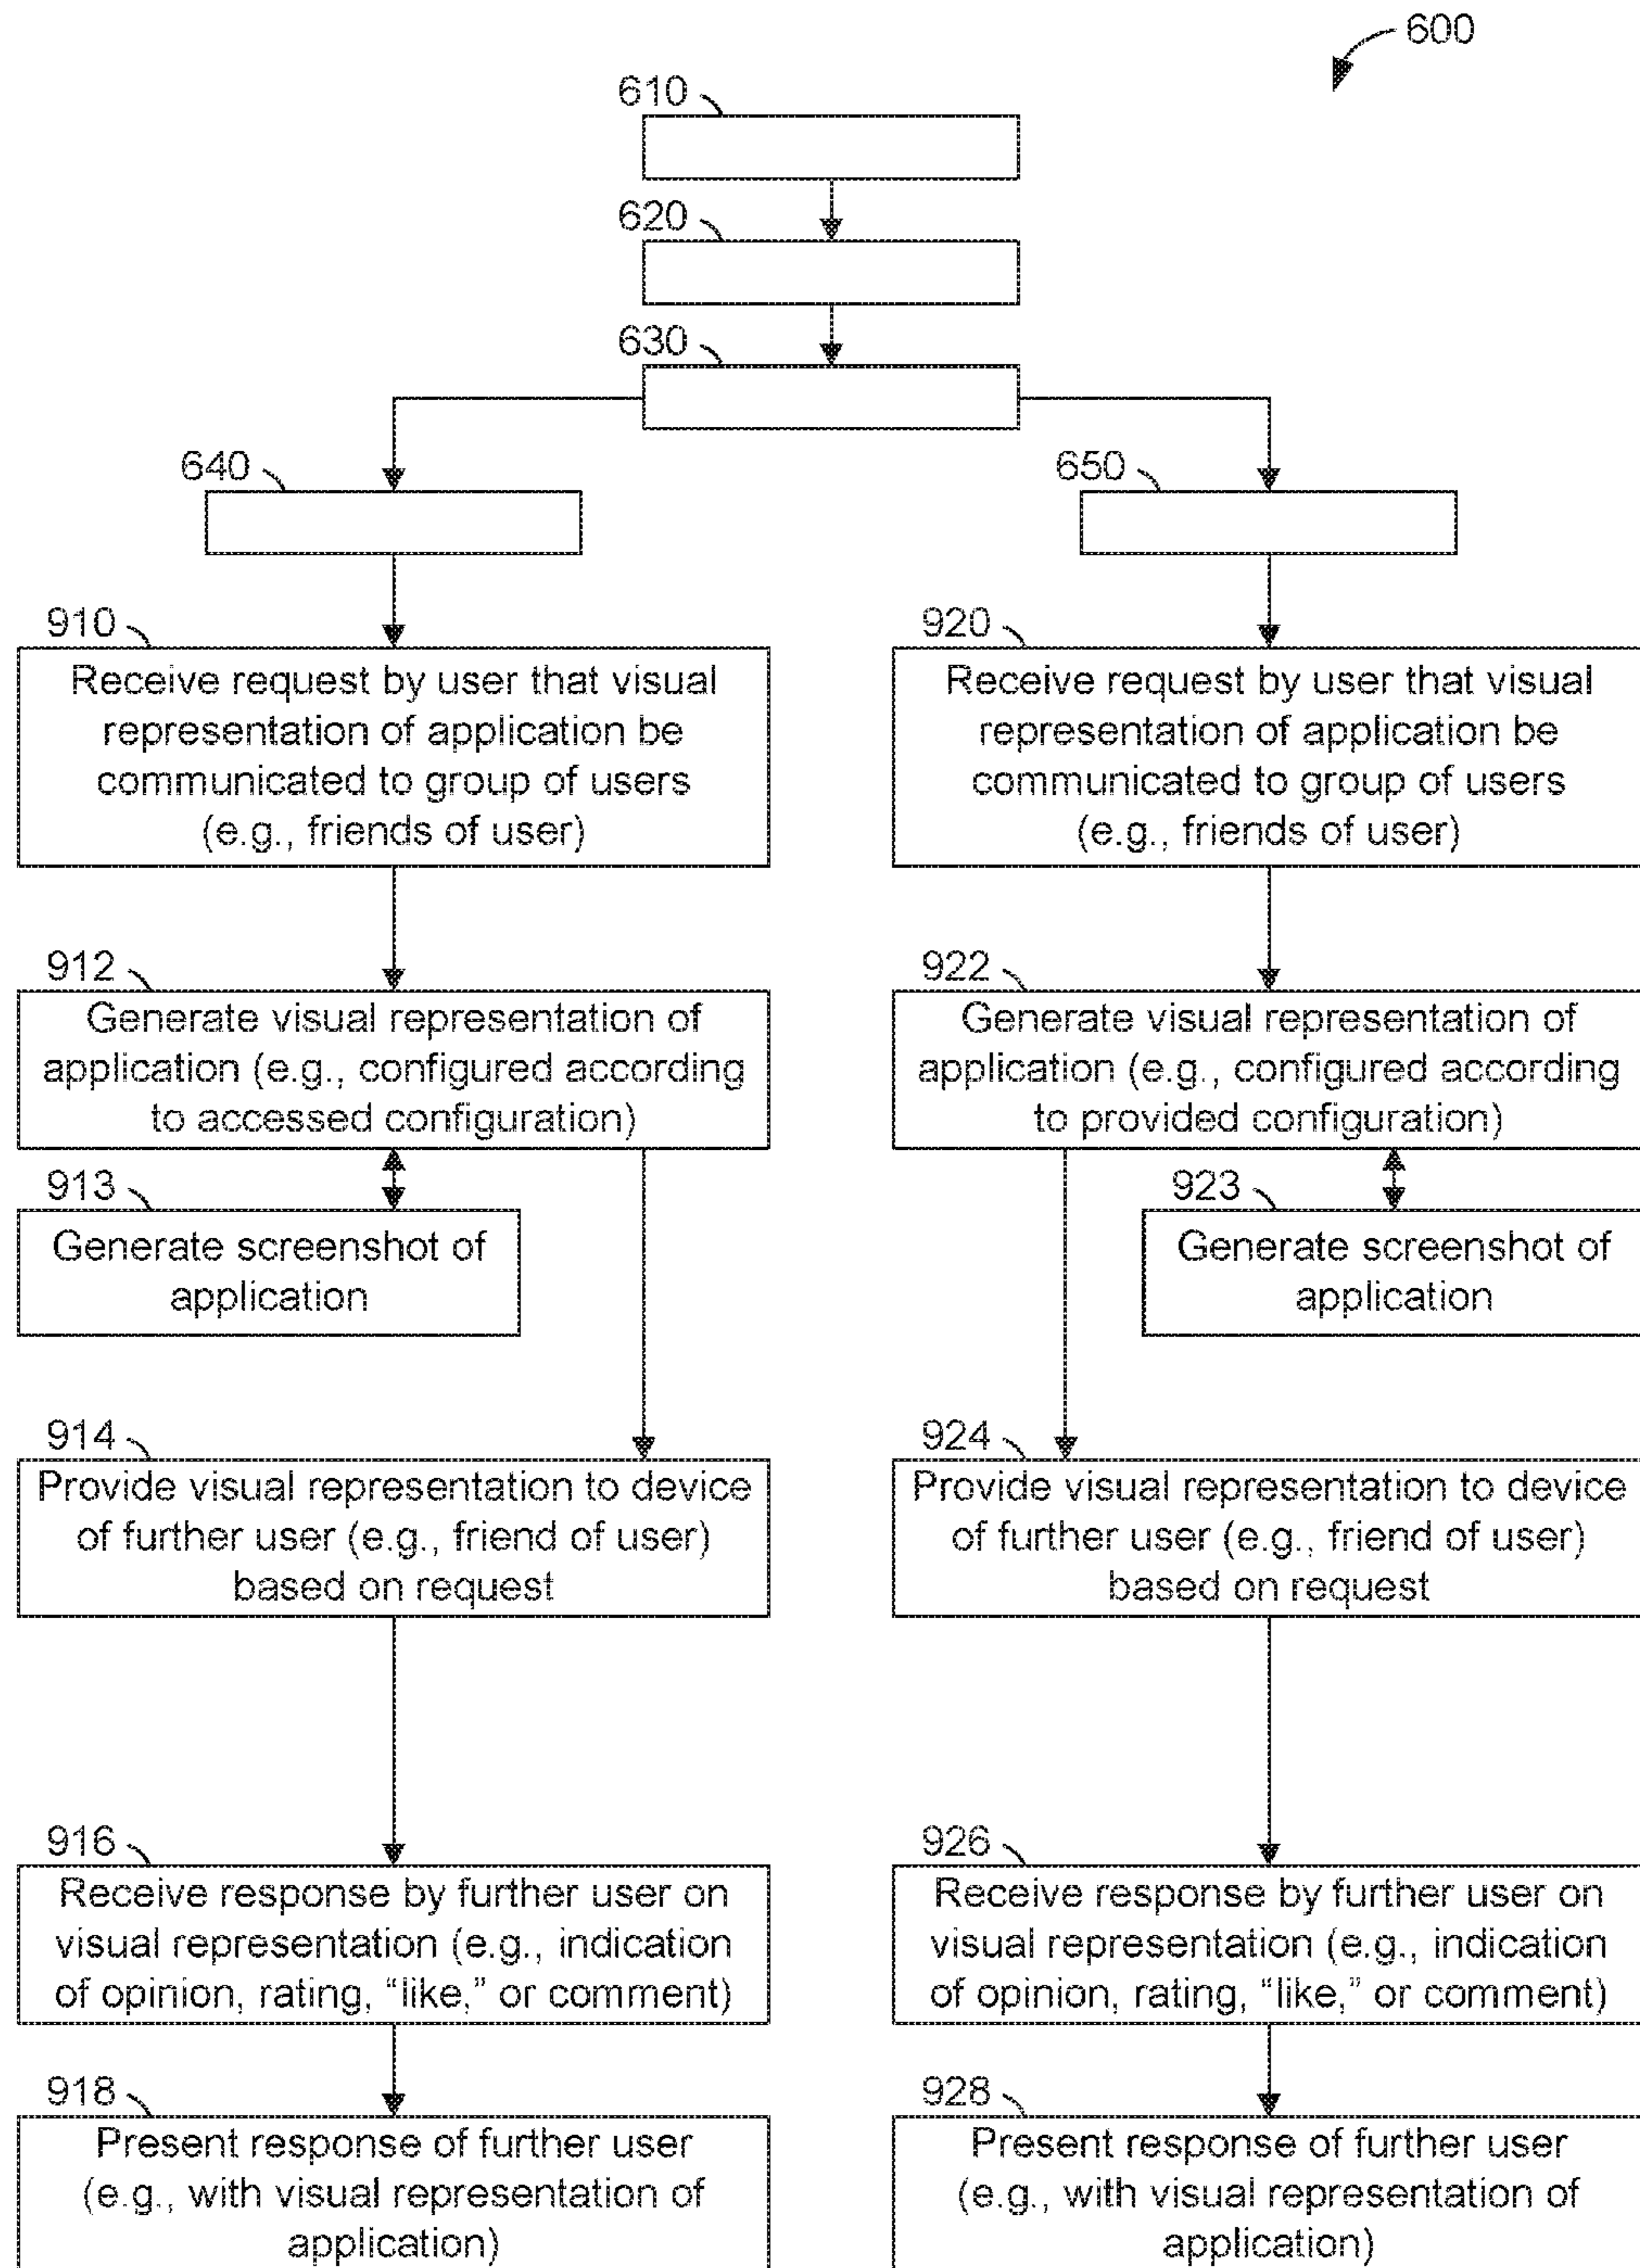 600
610
620
630
640
650
910
Receive request by user that visual
representation of application be
communicated to group of users
(e.g., friends of user)
920
Receive request by user that visual
representation of application be
communicated to group of users
(e.g., friends of user)
912
Generate visual representation of
application (e.g., configured according
to accessed configuration)
922
Generate visual representation of
application (e.g., configured according
to provided configuration)
913
Generate screenshot of
application
923
Generate screenshot of
application
914
Provide visual representation to device
of further user (e.g., friend of user)
based on request
924
Provide visual representation to device
of further user (e.g., friend of user)
based on request
916
Receive response by further user on
visual representation (e.g., indication
of opinion, rating, “like,” or comment)
926
Receive response by further user on
visual representation (e.g., indication
of opinion, rating, “like,” or comment)
918
Present response of further user
(e.g., with visual representation of
application)
928
Present response of further user
(e.g., with visual representation of
application)